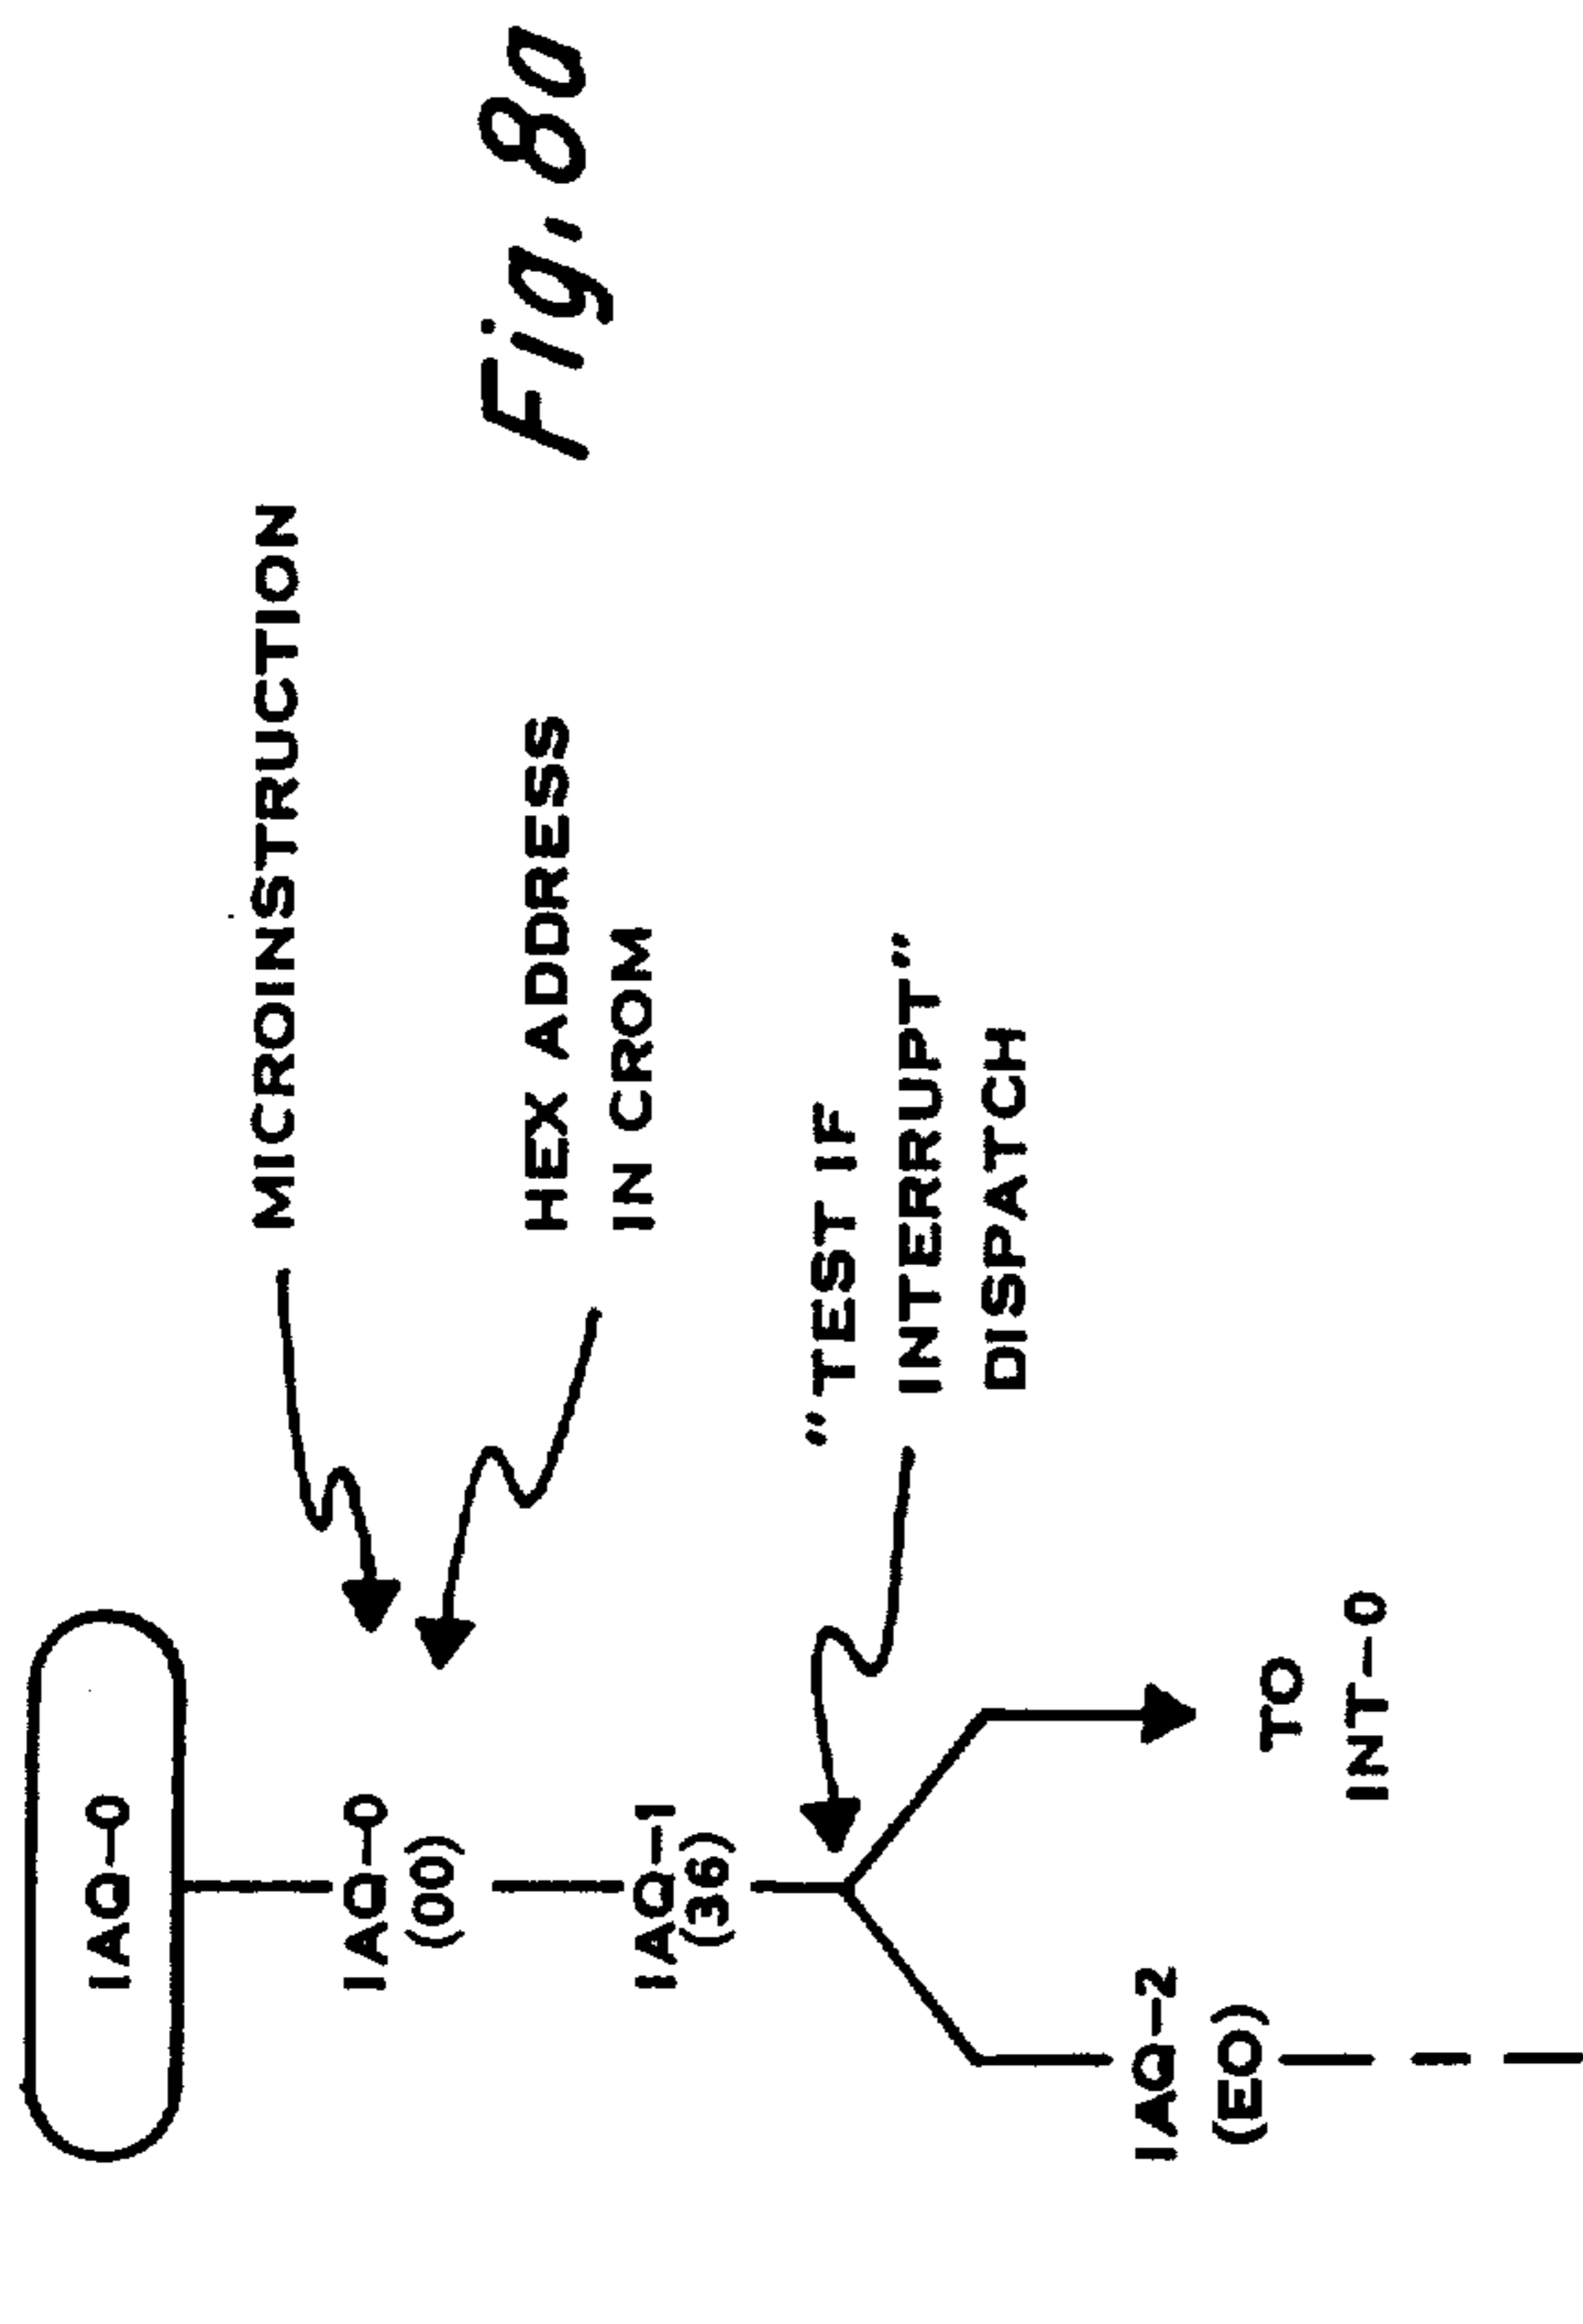 IAQ-0
IAQ-0
(00)
MICROINSTRUCTION
HEX ADDRESS
IN CROM
Fig. 8a
IAQ-1
(36)
"TEST IF
INTERRUPT"
DISPATCH
IAQ-2
(E0)
TO
INT-0